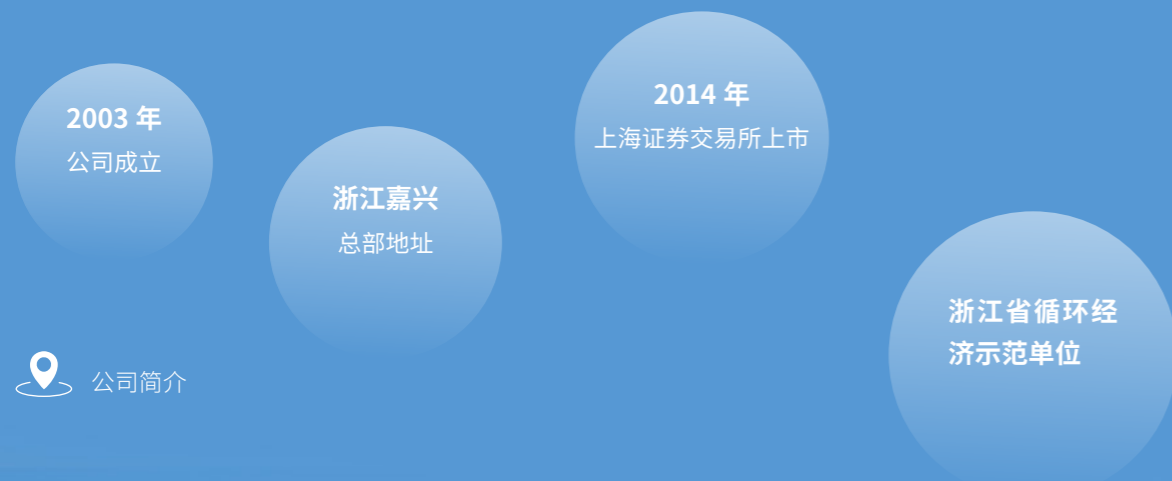 2003 年
公司成立
浙江嘉兴
总部地址
2014 年
上海证券交易所上市
浙江省循环经
济示范单位
公司简介